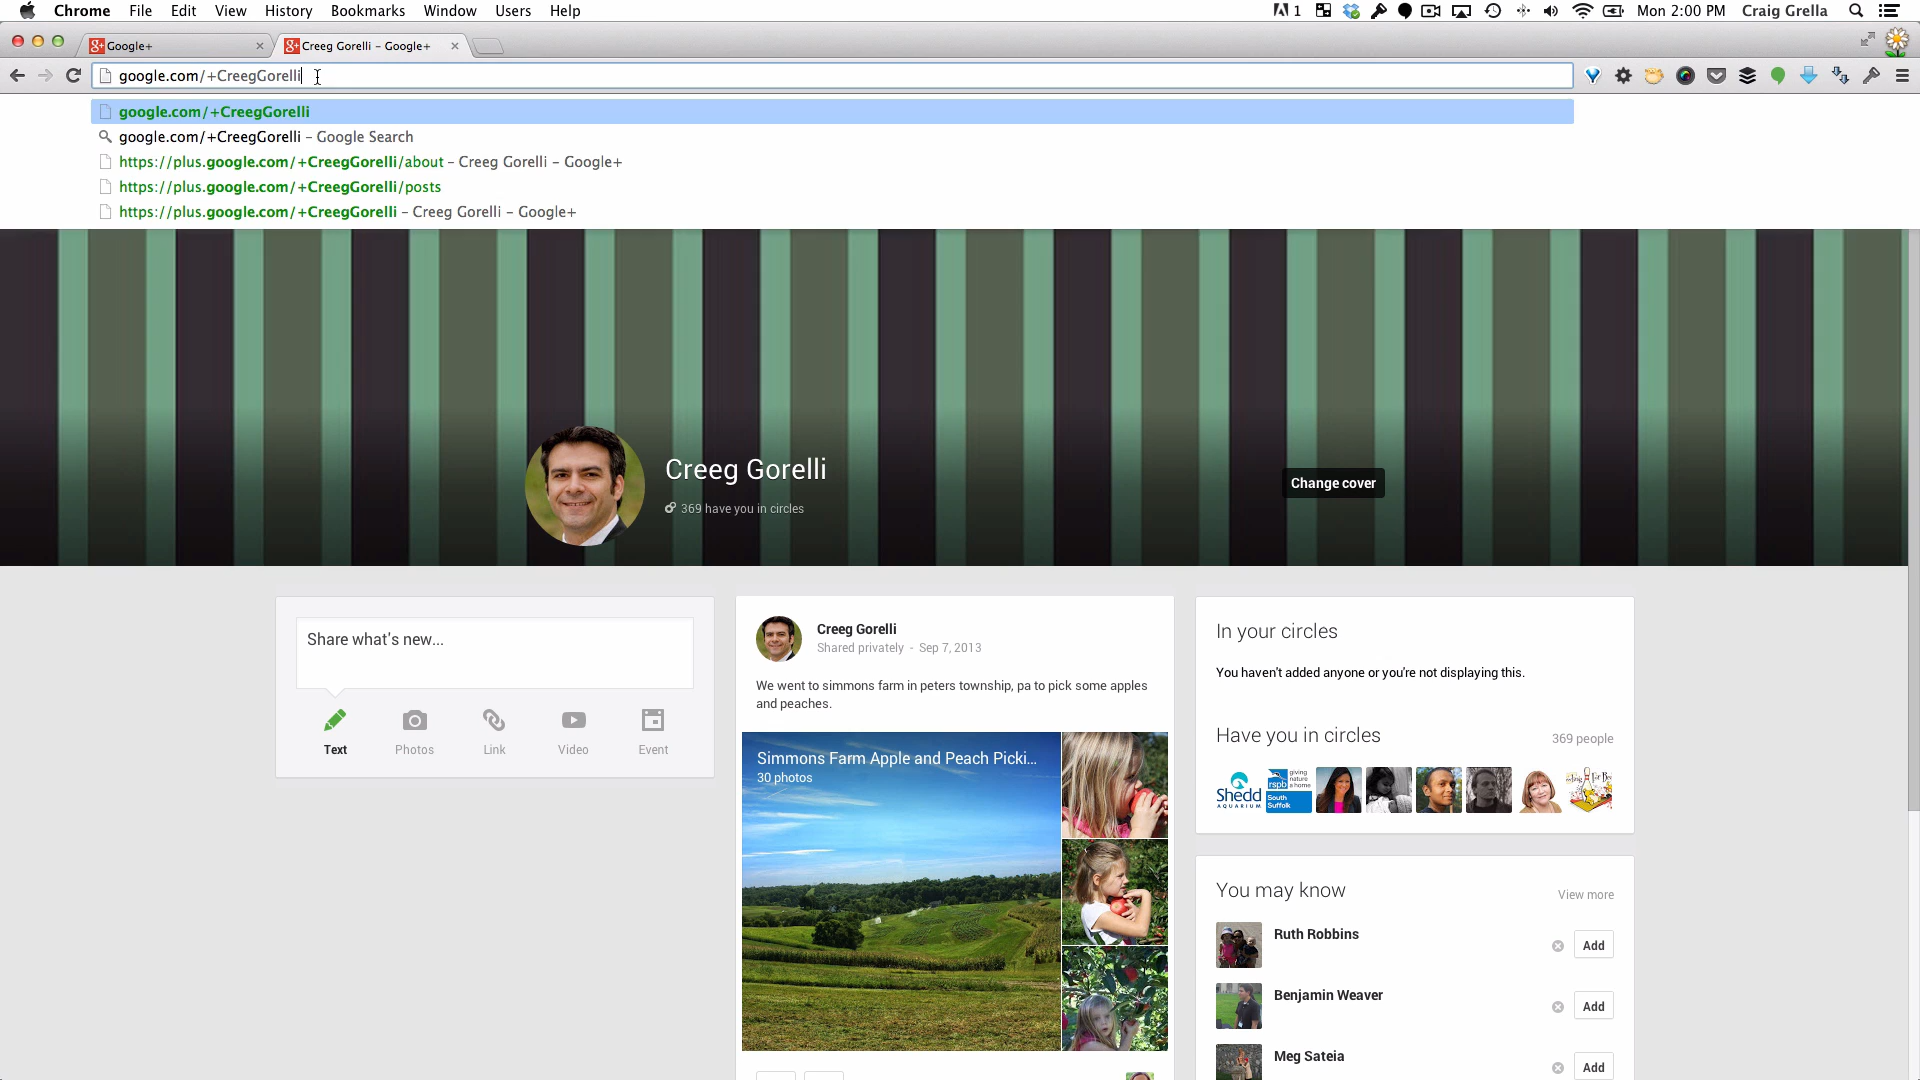 Chrome File Edit View History Bookmarks Window Users Help
1 Mon 2:00 PM Craig Grella
Google+
Creeg Gorelli – Google+
google.com/+CreegGorelli
google.com/+CreegGorelli
google.com/+CreegGorelli – Google Search
https://plus.google.com/+CreegGorelli/about – Creeg Gorelli – Google+
https://plus.google.com/+CreegGorelli/posts
https://plus.google.com/+CreegGorelli – Creeg Gorelli – Google+
Creeg Gorelli
369 have you in circles
Change cover
Share what's new...
Text Photos Link Video Event
Creeg Gorelli
Shared privately - Sep 7, 2013
We went to simmons farm in peters township, pa to pick some apples
and peaches.
Simmons Farm Apple and Peach Picki...
30 photos
In your circles
You haven't added anyone or you're not displaying this.
Have you in circles
369 people
Shedd
AQUARIUM
rspb
giving
nature
a home
South
Suffolk
You may know
View more
Ruth Robbins
Add
Benjamin Weaver
Add
Meg Sateia
Add